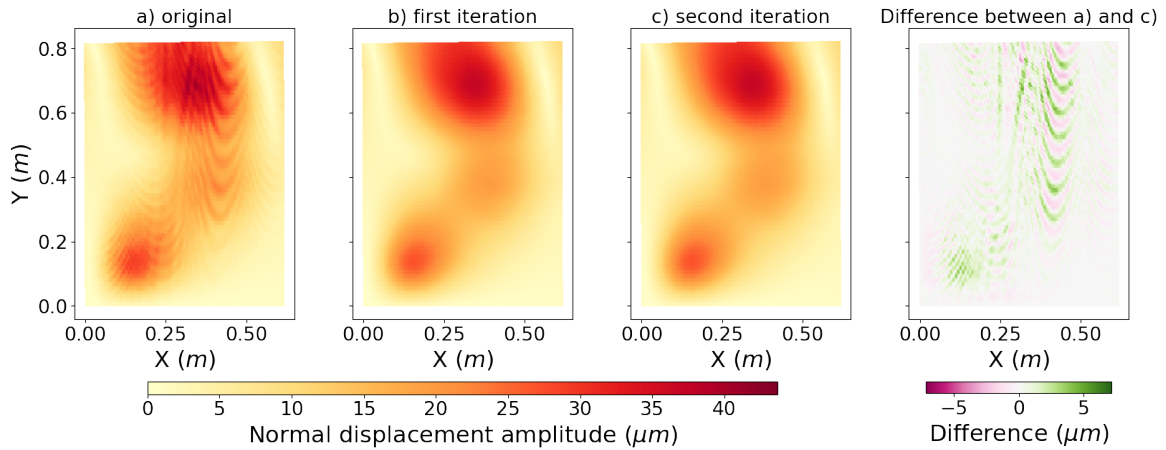 a) original
b) first iteration
c) second iteration
Difference between a) and c)
Y (m)
0.8
0.6
0.4
0.2
0.0
0.00 0.25 0.50
0.00 0.25 0.50
0.00 0.25 0.50
0.00 0.25 0.50
X (m)
X (m)
X (m)
X (m)
0 5 10 15 20 25 30 35 40
Normal displacement amplitude (μm)
−5 0 5
Difference (μm)